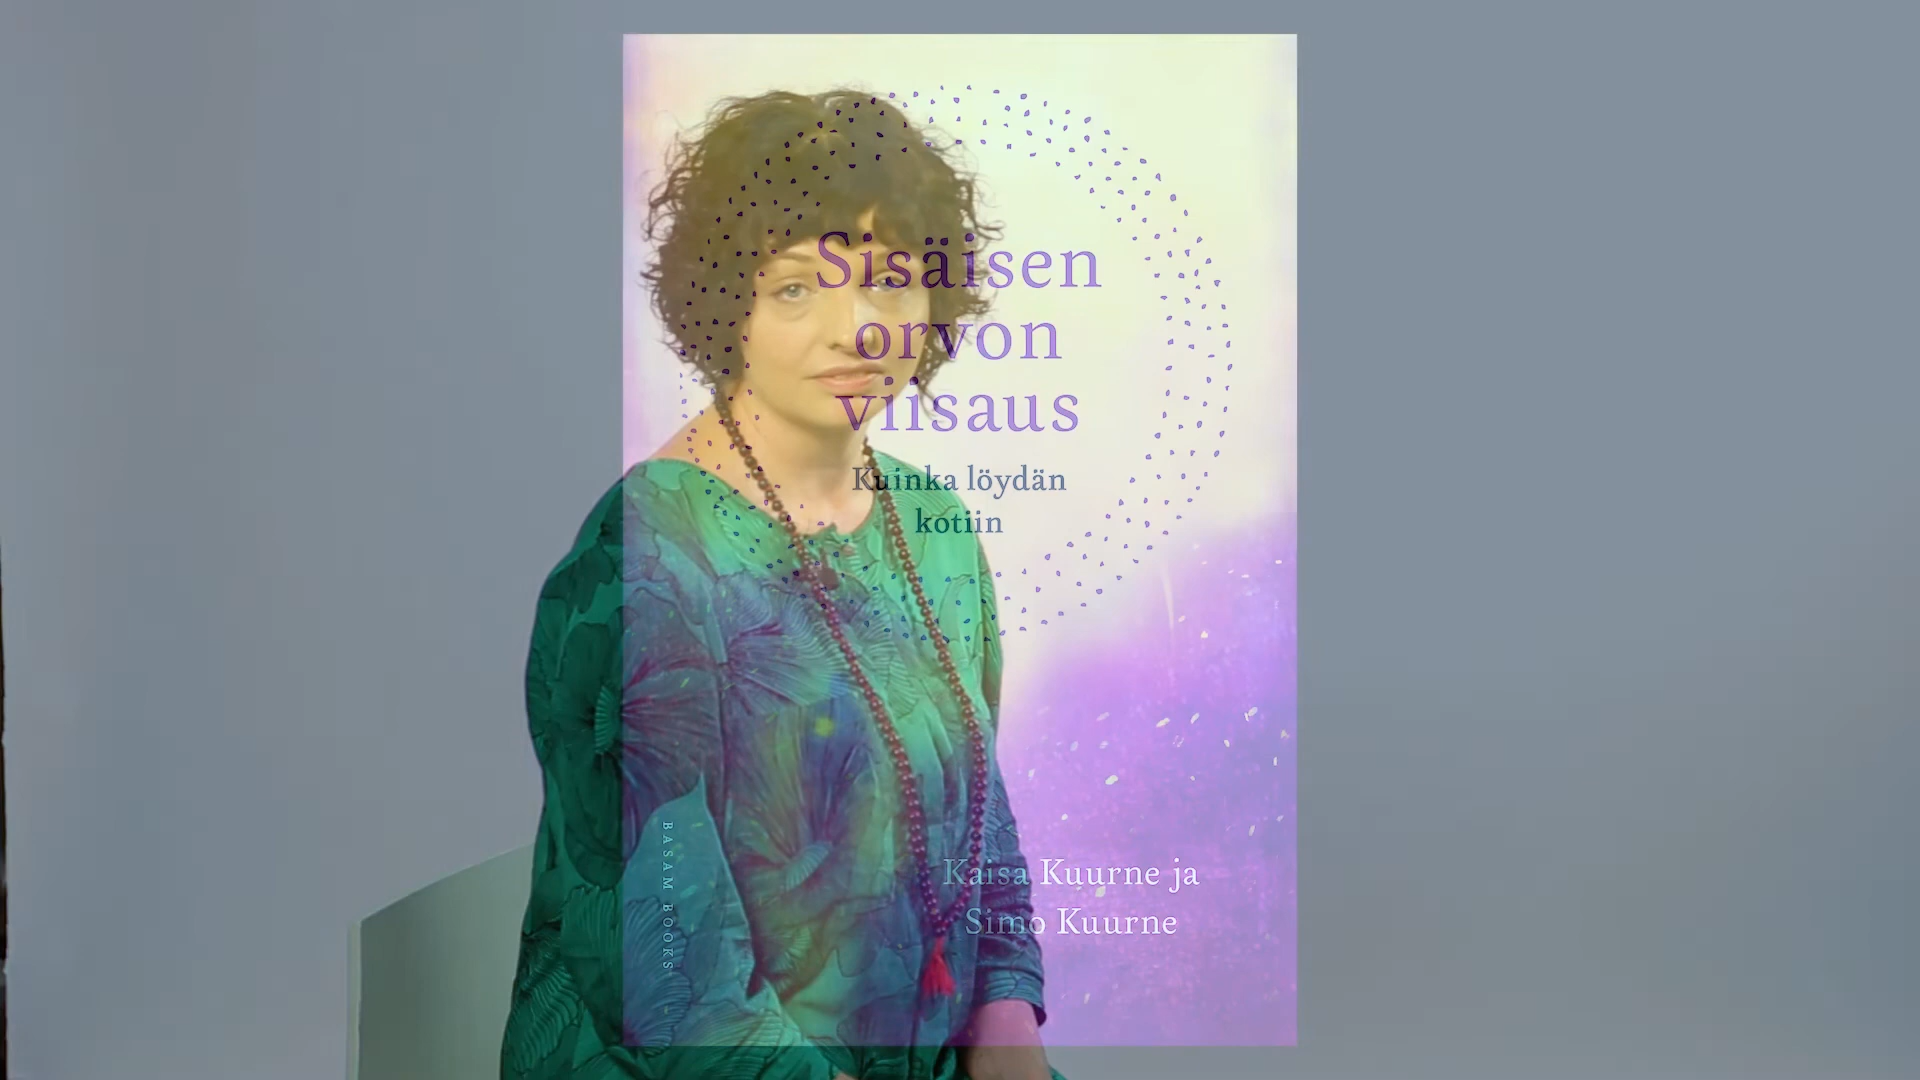 Sisäisen
orvon
viisaus
Kuinka löydän
kotiin
Kaisa Kuurne ja
Simo Kuurne
BASAM BOOKS